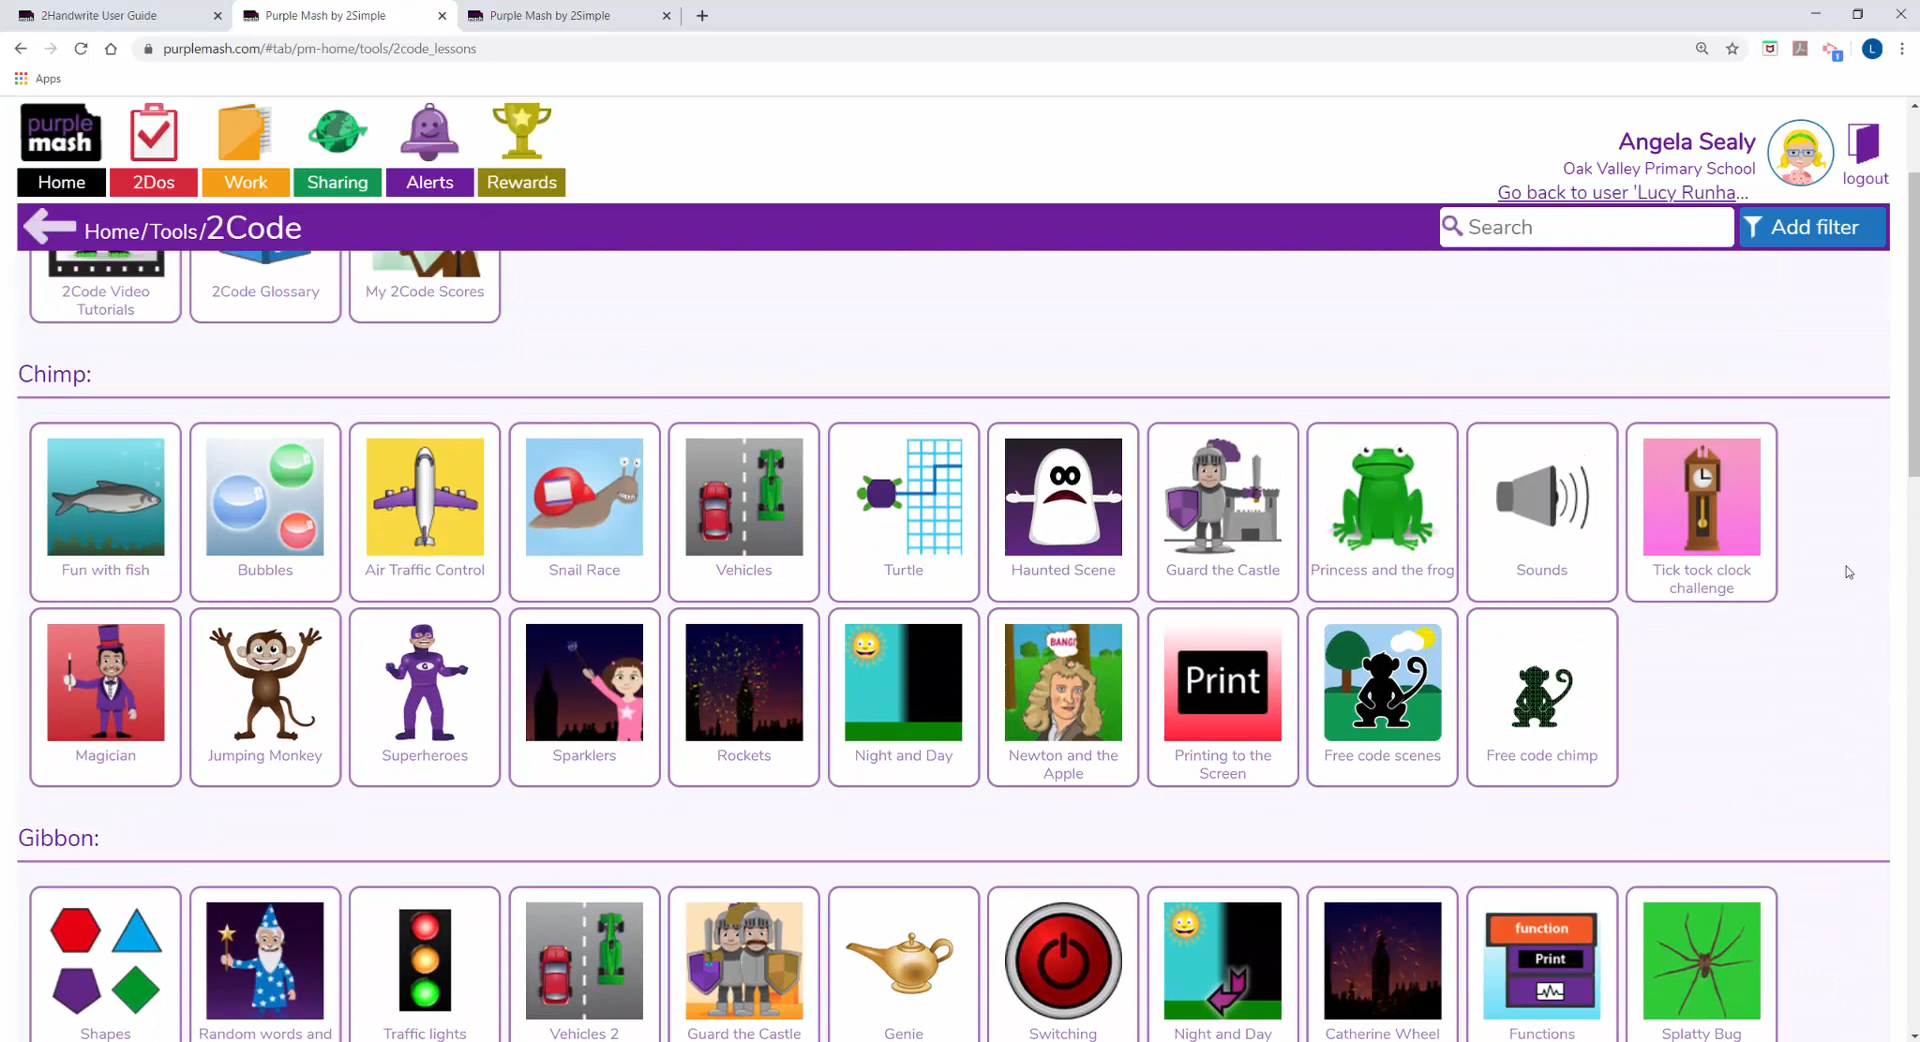 2Handwrite User Guide
Purple Mash by 2Simple
Purple Mash by 2Simple
purplemash.com/#tab/pm-home/tools/2code_lessons
L
1
Apps
purple
mash
Home
2Dos
Work
Sharing
Alerts
Rewards
Angela Sealy
Oak Valley Primary School
Go back to user 'Lucy Runha...
logout
Home/Tools/2Code
Search
Add filter
2Code Video
Tutorials
2Code Glossary
My 2Code Scores
Chimp:
Fun with fish
Bubbles
Air Traffic Control
Snail Race
Vehicles
Turtle
Haunted Scene
Guard the Castle
Princess and the frog
Sounds
Tick tock clock
challenge
Magician
Jumping Monkey
Superheroes
Sparklers
Rockets
Night and Day
BANG!
Newton and the
Apple
Print
Printing to the
Screen
Free code scenes
Free code chimp
Gibbon:
Shapes
Random words and
Traffic lights
Vehicles 2
Guard the Castle
Genie
Switching
Night and Day
Catherine Wheel
function
Print
Functions
Splatty Bug